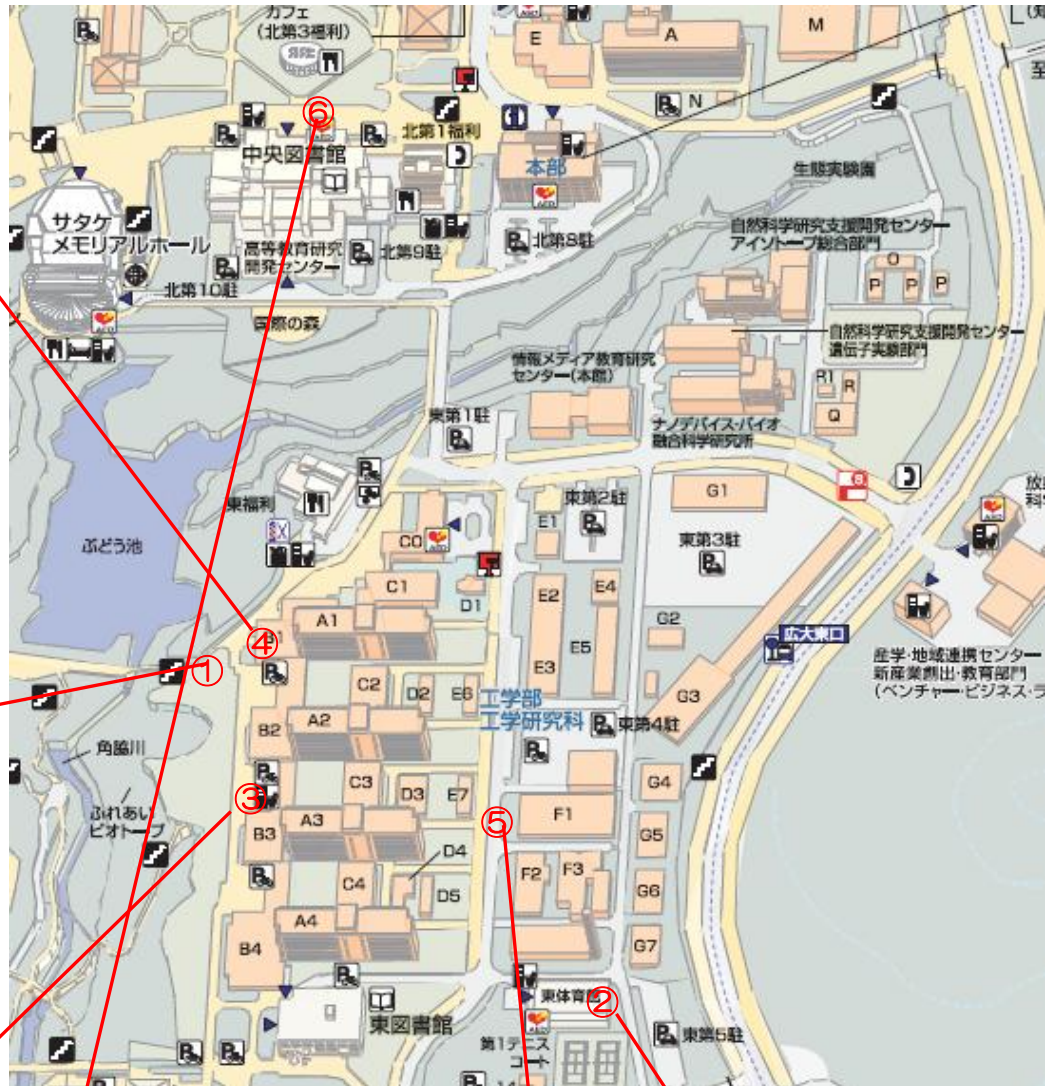 カフェ
(北第3福利)
E
A
M
至
N
⑥
北第1福利
中央図書館
本部
生態実験園
サタケ
メモリアルホール
高等教育研究
開発センター
北第9駐
北第8駐
自然科学研究支援開発センター
アイソトープ総合部門
O
P
P
P
北第10駐
国際の森
自然科学研究支援開発センター
遺伝子実験部門
情報メディア教育研究
センター(本館)
R1
R
Q
東第1駐
ナノデバイス・バイオ
融合科学研究所
東福利
G1
東第2駐
E1
東第3駐
ぶどう池
C0
C1
D1
E2
E4
A1
B1
④
G2
広大東口
①
E3
E5
産学・地域連携センター
新産業創出・教育部門
(ベンチャー・ビジネス・ラ
C2
D2
E6
G3
工学部
工学研究科
東第4駐
B2
A2
角脇川
ふれあい
ビオトープ
③
C3
D3
E7
G4
B3
A3
⑤
F1
G5
D4
C4
D5
F2
F3
G6
A4
B4
G7
東体育館
②
東図書館
第1テニス
コート
東第5駐